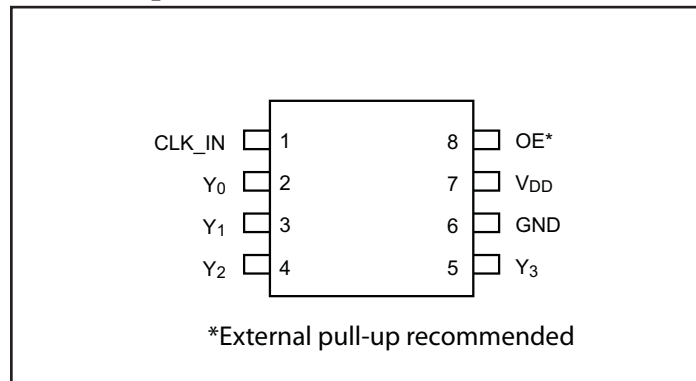 CLK_IN 1 8 OE*
Y0 2 7 VDD
Y1 3 6 GND
Y2 4 5 Y3
*External pull-up recommended